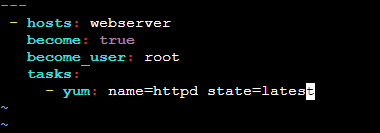 ---
 - hosts: webserver
   become: true
   become_user: root
   tasks:
     - yum: name=httpd state=latest
~
~